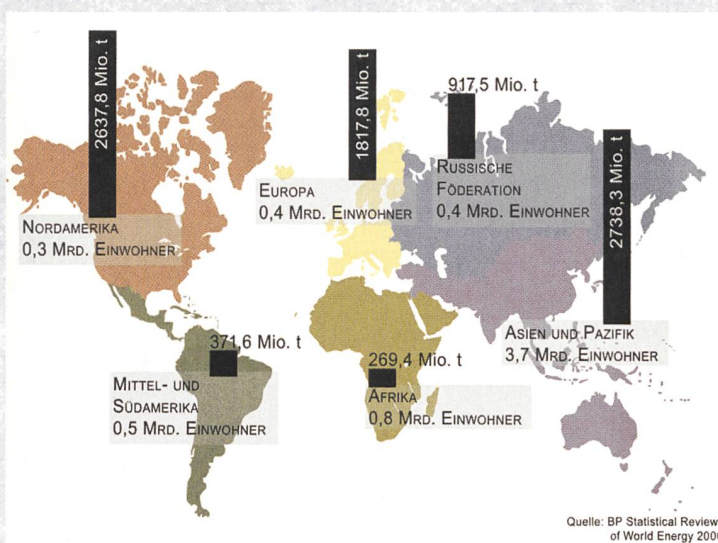 2637,8 Mio. t
NORDAMERIKA
0,3 MRD. EINWOHNER
1817,8 Mio. t
EUROPA
0,4 MRD. EINWOHNER
917,5 Mio. t
RUSSISCHE
FÖDERATION
0,4 MRD. EINWOHNER
2738,3 Mio. t
ASIEN UND PAZIFIK
3,7 MRD. EINWOHNER
371,6 Mio. t
MITTEL- UND
SÜDAMERIKA
0,5 MRD. EINWOHNER
269,4 Mio. t
AFRIKA
0,8 MRD. EINWOHNER
Quelle: BP Statistical Review
of World Energy